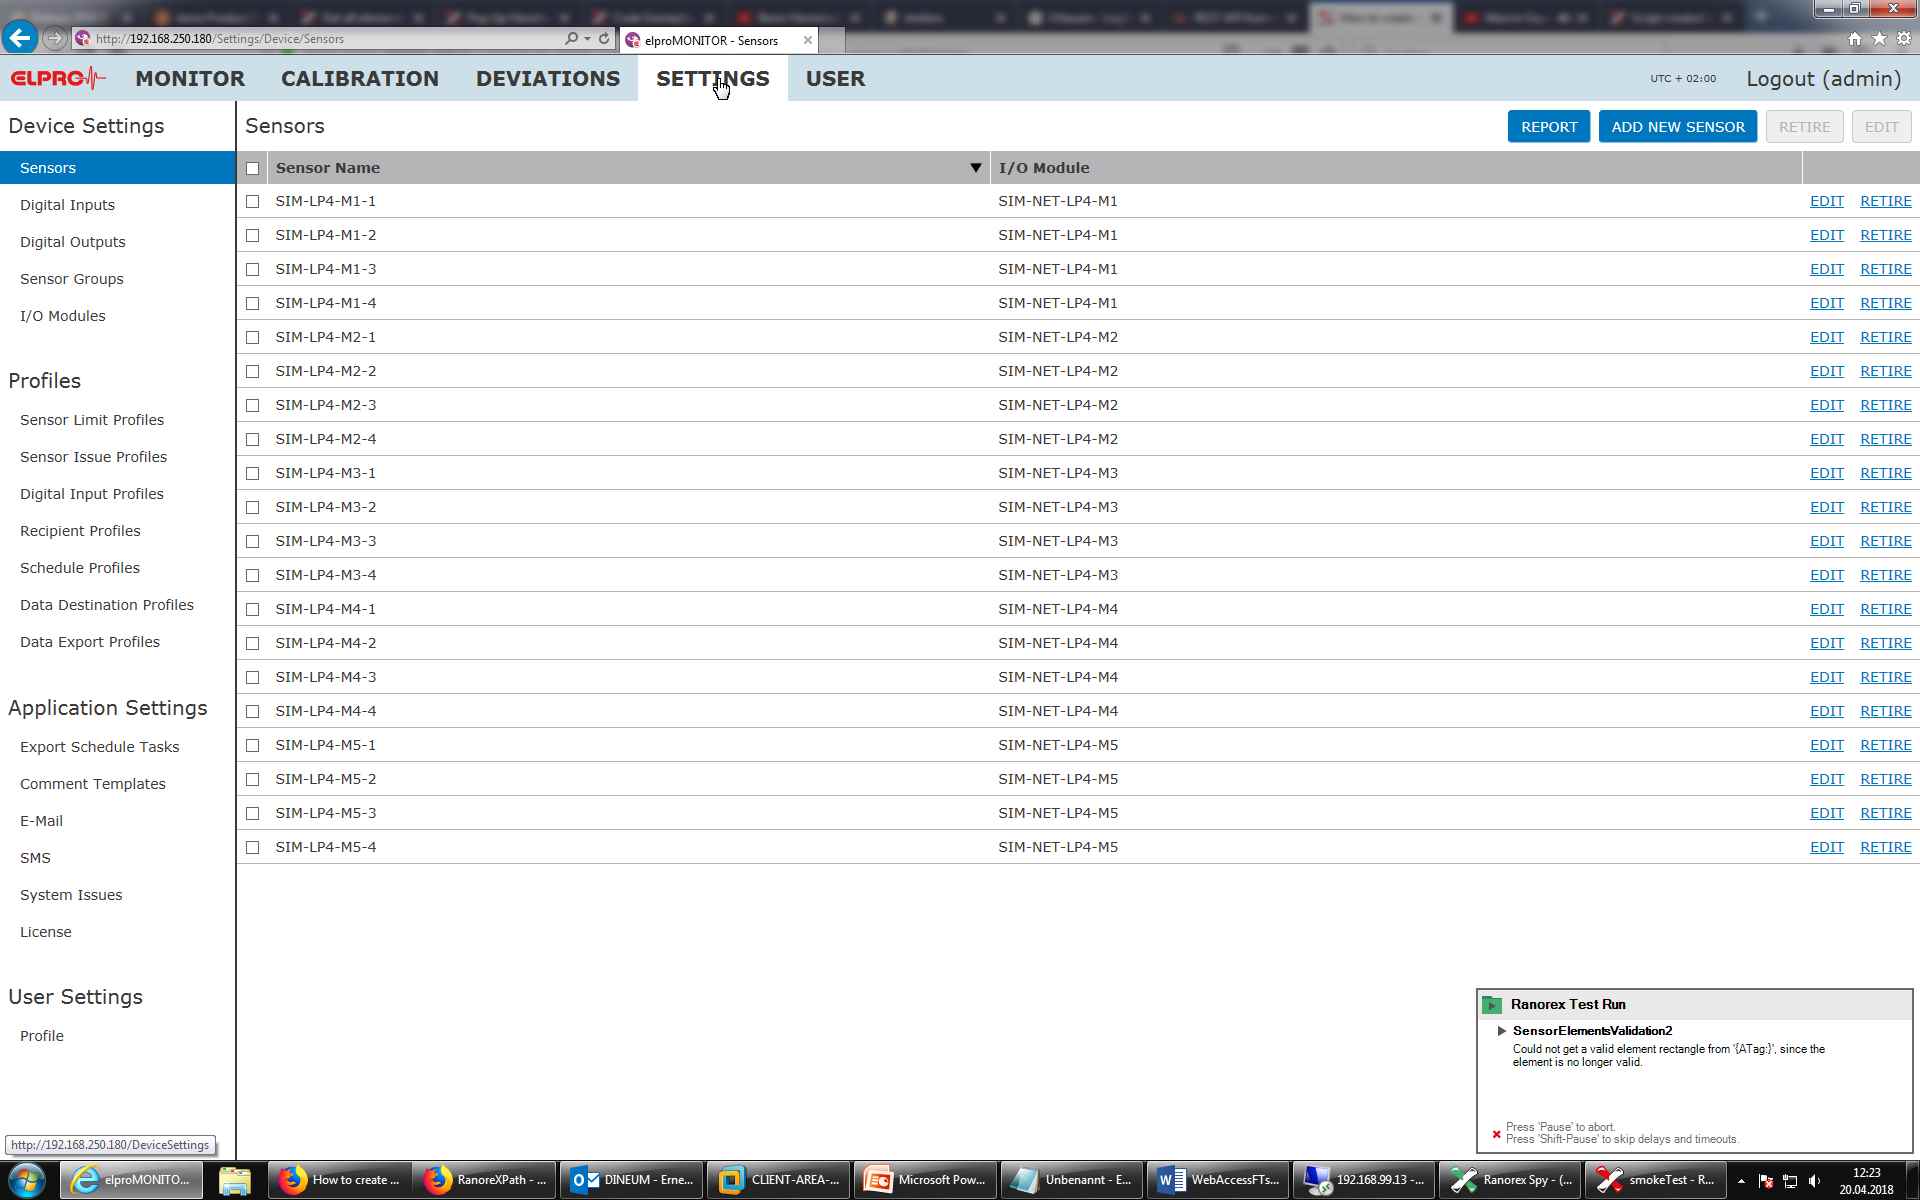 http://192.168.250.180/Settings/Device/Sensors
elproMONITOR - Sensors
ELPRO
MONITOR
CALIBRATION
DEVIATIONS
SETTINGS
USER
UTC + 02:00
Logout (admin)
Device Settings
Sensors
Digital Inputs
Digital Outputs
Sensor Groups
I/O Modules
Profiles
Sensor Limit Profiles
Sensor Issue Profiles
Digital Input Profiles
Recipient Profiles
Schedule Profiles
Data Destination Profiles
Data Export Profiles
Application Settings
Export Schedule Tasks
Comment Templates
E-Mail
SMS
System Issues
License
User Settings
Profile
http://192.168.250.180/DeviceSettings
Sensors
REPORT
ADD NEW SENSOR
RETIRE
EDIT
Sensor Name I/O Module
SIM-LP4-M1-1 SIM-NET-LP4-M1 EDIT RETIRE
SIM-LP4-M1-2 SIM-NET-LP4-M1 EDIT RETIRE
SIM-LP4-M1-3 SIM-NET-LP4-M1 EDIT RETIRE
SIM-LP4-M1-4 SIM-NET-LP4-M1 EDIT RETIRE
SIM-LP4-M2-1 SIM-NET-LP4-M2 EDIT RETIRE
SIM-LP4-M2-2 SIM-NET-LP4-M2 EDIT RETIRE
SIM-LP4-M2-3 SIM-NET-LP4-M2 EDIT RETIRE
SIM-LP4-M2-4 SIM-NET-LP4-M2 EDIT RETIRE
SIM-LP4-M3-1 SIM-NET-LP4-M3 EDIT RETIRE
SIM-LP4-M3-2 SIM-NET-LP4-M3 EDIT RETIRE
SIM-LP4-M3-3 SIM-NET-LP4-M3 EDIT RETIRE
SIM-LP4-M3-4 SIM-NET-LP4-M3 EDIT RETIRE
SIM-LP4-M4-1 SIM-NET-LP4-M4 EDIT RETIRE
SIM-LP4-M4-2 SIM-NET-LP4-M4 EDIT RETIRE
SIM-LP4-M4-3 SIM-NET-LP4-M4 EDIT RETIRE
SIM-LP4-M4-4 SIM-NET-LP4-M4 EDIT RETIRE
SIM-LP4-M5-1 SIM-NET-LP4-M5 EDIT RETIRE
SIM-LP4-M5-2 SIM-NET-LP4-M5 EDIT RETIRE
SIM-LP4-M5-3 SIM-NET-LP4-M5 EDIT RETIRE
SIM-LP4-M5-4 SIM-NET-LP4-M5 EDIT RETIRE
Ranorex Test Run
SensorElementsValidation2
Could not get a valid element rectangle from '{ATag:}', since the
element is no longer valid.
Press 'Pause' to abort.
Press 'Shift-Pause' to skip delays and timeouts.
elproMONITO...
How to create ...
RanoreXPath - ...
DINEUM - Erne...
CLIENT-AREA-...
Microsoft Pow...
Unbenannt - E...
WebAccessFTs...
192.168.99.13 -...
Ranorex Spy - (...
smokeTest - R...
12:23
20.04.2018